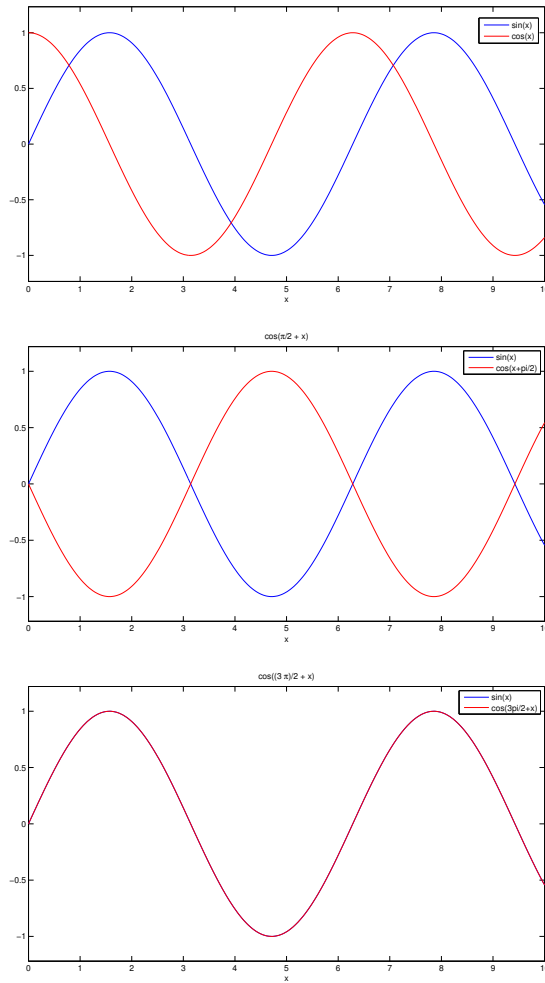 sin(x)
cos(x)
1
0.5
0
−0.5
−1
0 1 2 3 4 5 6 7 8 9 10
x
cos(π/2 + x)
sin(x)
cos(x+pi/2)
1
0.5
0
−0.5
−1
0 1 2 3 4 5 6 7 8 9 10
x
cos((3 π)/2 + x)
sin(x)
cos(3pi/2+x)
1
0.5
0
−0.5
−1
0 1 2 3 4 5 6 7 8 9 10
x